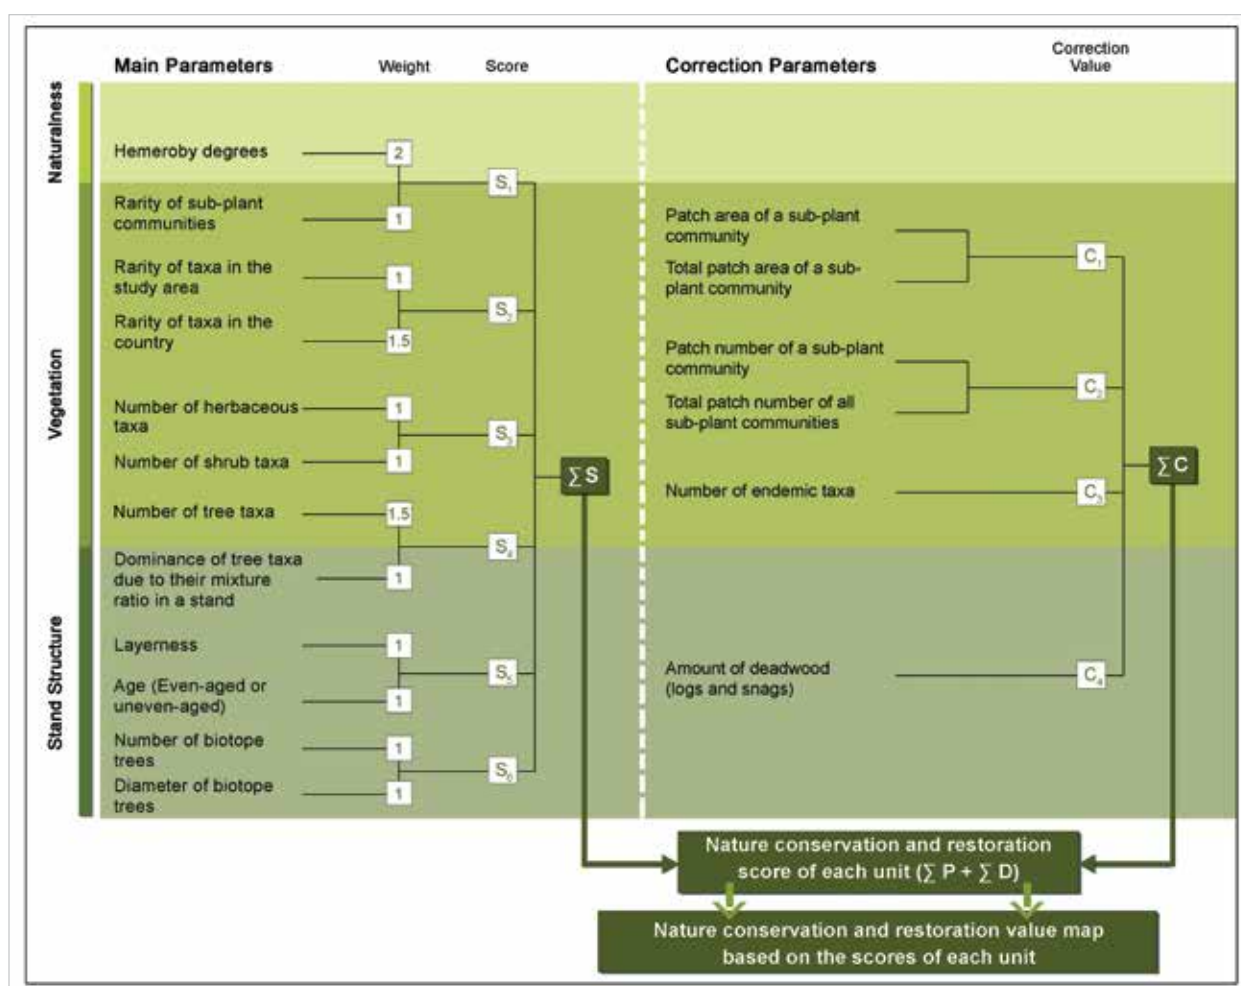 Main Parameters
Weight
Score
Correction Parameters
Correction
Value
Naturalness
Hemeroby degrees
2
S1
Rarity of sub-plant
communities
1
Vegetation
Rarity of taxa in the
study area
1
S2
Rarity of taxa in the
country
1.5
Number of herbaceous
taxa
1
S3
Number of shrub taxa
1
Number of tree taxa
1.5
S4
Stand Structure
Dominance of tree taxa
due to their mixture
ratio in a stand
1
Layerness
1
S5
Age (Even-aged or
uneven-aged)
1
Number of biotope
trees
1
S6
Diameter of biotope
trees
1
∑ S
Patch area of a sub-plant
community
Total patch area of a sub-
plant community
C1
Patch number of a sub-plant
community
Total patch number of all
sub-plant communities
C2
Number of endemic taxa
C3
Amount of deadwood
(logs and snags)
C4
∑ C
Nature conservation and restoration
score of each unit (∑ P + ∑ D)
Nature conservation and restoration value map
based on the scores of each unit